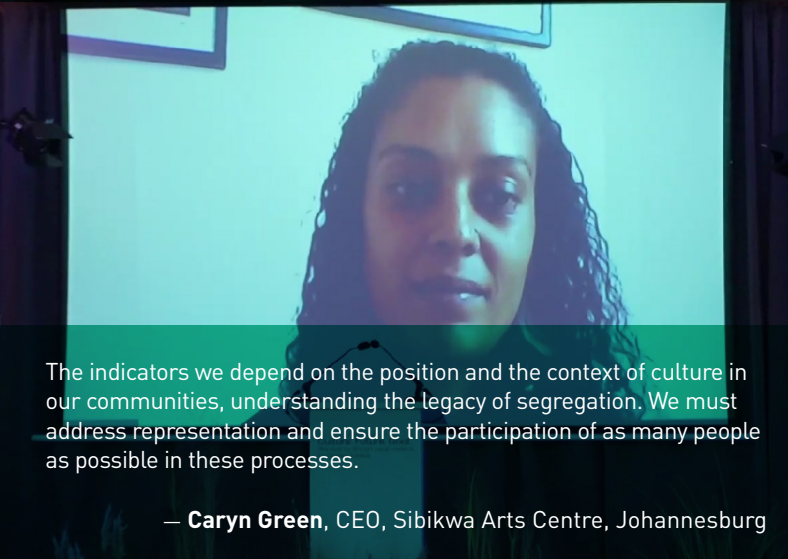 The indicators we depend on the position and the context of culture in
our communities, understanding the legacy of segregation. We must
address representation and ensure the participation of as many people
as possible in these processes.
— Caryn Green, CEO, Sibikwa Arts Centre, Johannesburg